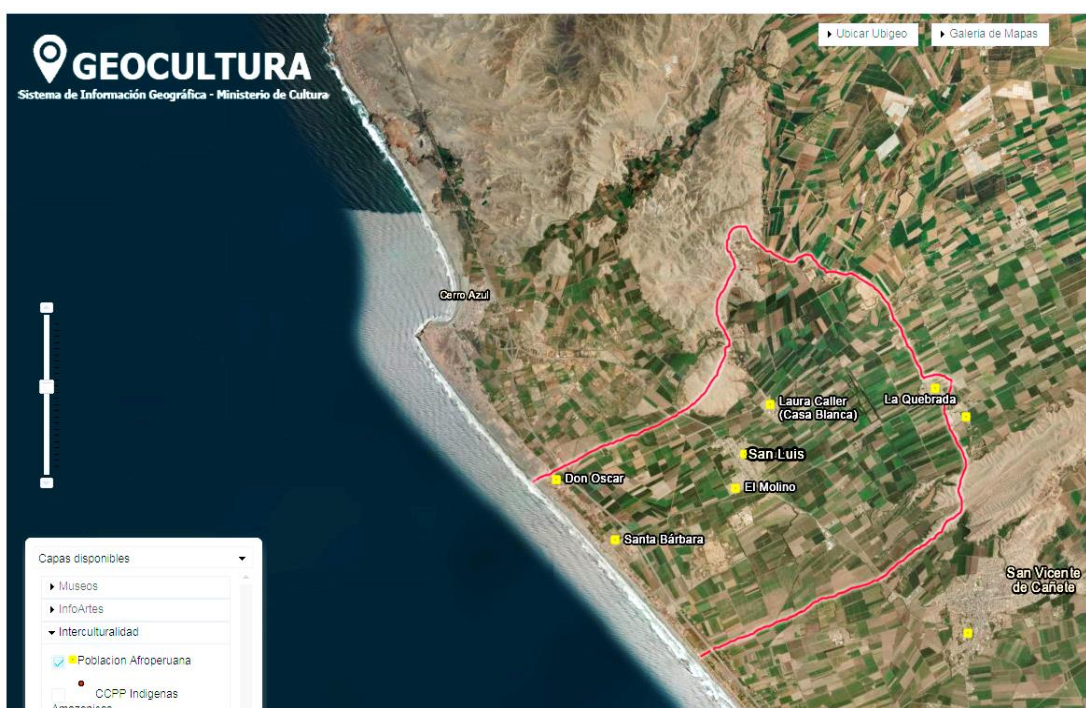 GEOCULTURA
Sistema de Información Geográfica - Ministerio de Cultura
Ubicar Ubigeo
Galería de Mapas
Cerro Azul
Laura Caller
(Casa Blanca)
La Quebrada
San Luis
Don Oscar
El Molino
Santa Bárbara
San Vicente
de Cañete
Capas disponibles
Museos
InfoArtes
Interculturalidad
Poblacion Afroperuana
CCPP Indigenas
Amazonicos